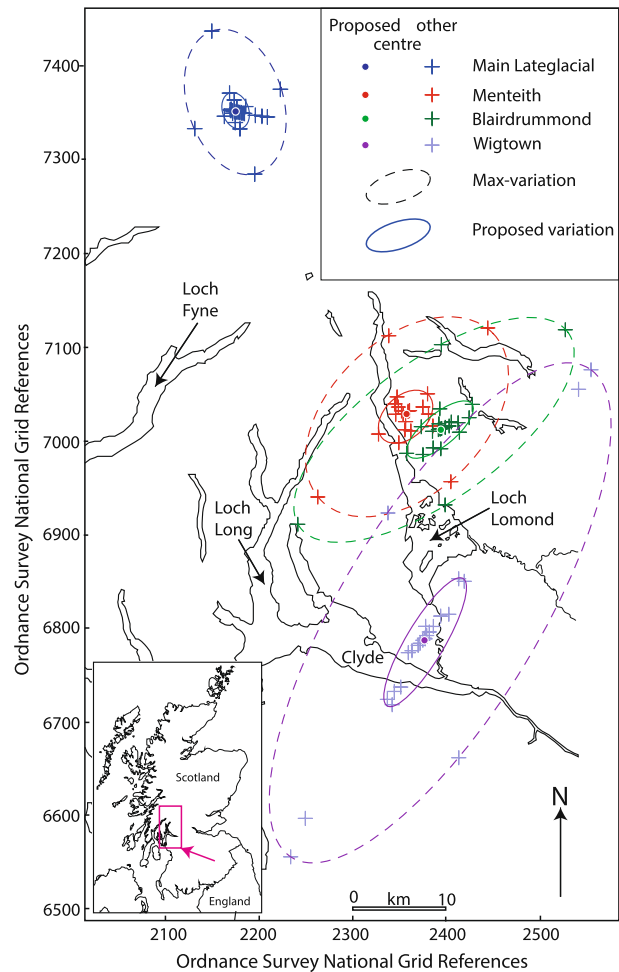 Proposed other
centre
Main Lateglacial
Menteith
Blairdrummond
Wigtown
Max-variation
Proposed variation
7400
7300
7200
7100
7000
6900
6800
6700
6600
6500
Ordnance Survey National Grid References
Loch
Fyne
Loch
Long
Loch
Lomond
Clyde
Scotland
England
N
0 km 10
2100 2200 2300 2400 2500
Ordnance Survey National Grid References